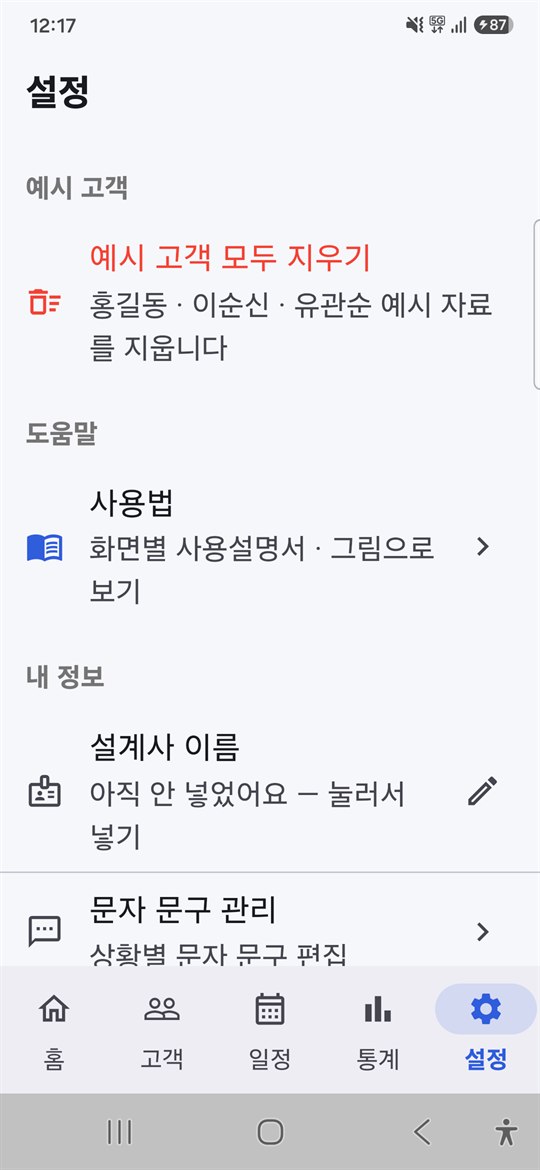 12:17
5G
87
설정
예시 고객
예시 고객 모두 지우기
홍길동 · 이순신 · 유관순 예시 자료
를 지웁니다
도움말
사용법
화면별 사용설명서 · 그림으로
보기
내 정보
설계사 이름
아직 안 넣었어요 — 눌러서
넣기
문자 문구 관리
상황별 문자 문구 편집
홈
고객
일정
통계
설정